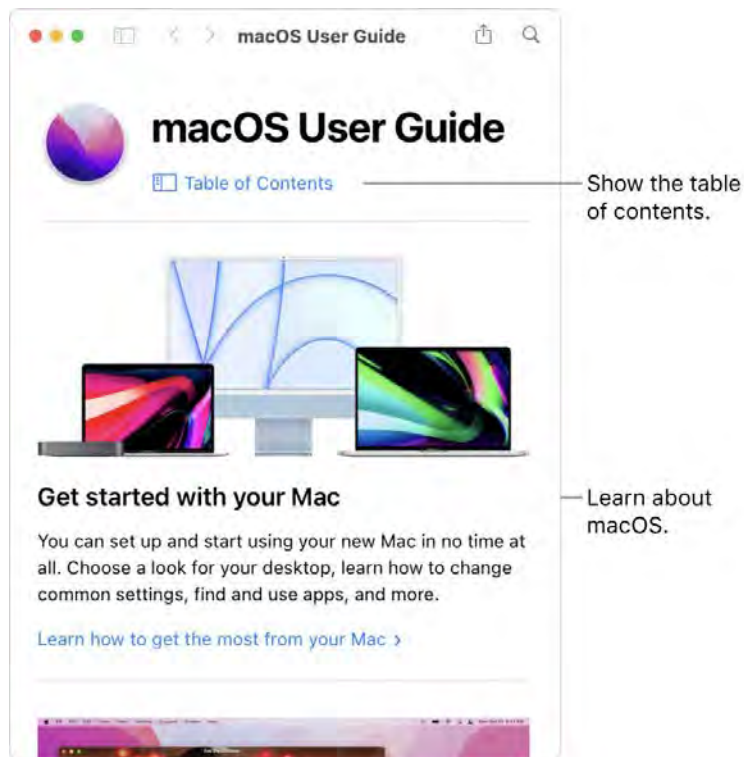 macOS User Guide
macOS User Guide
Table of Contents
Show the table
of contents.
Get started with your Mac
Learn about
macOS.
You can set up and start using your new Mac in no time at
all. Choose a look for your desktop, learn how to change
common settings, find and use apps, and more.
Learn how to get the most from your Mac >